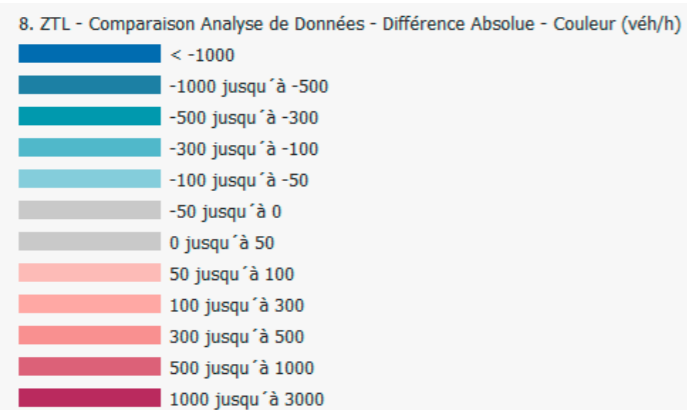 8. ZTL - Comparaison Analyse de Données - Différence Absolue - Couleur (véh/h)
< -1000
-1000 jusqu´à -500
-500 jusqu´à -300
-300 jusqu´à -100
-100 jusqu´à -50
-50 jusqu´à 0
0 jusqu´à 50
50 jusqu´à 100
100 jusqu´à 300
300 jusqu´à 500
500 jusqu´à 1000
1000 jusqu´à 3000